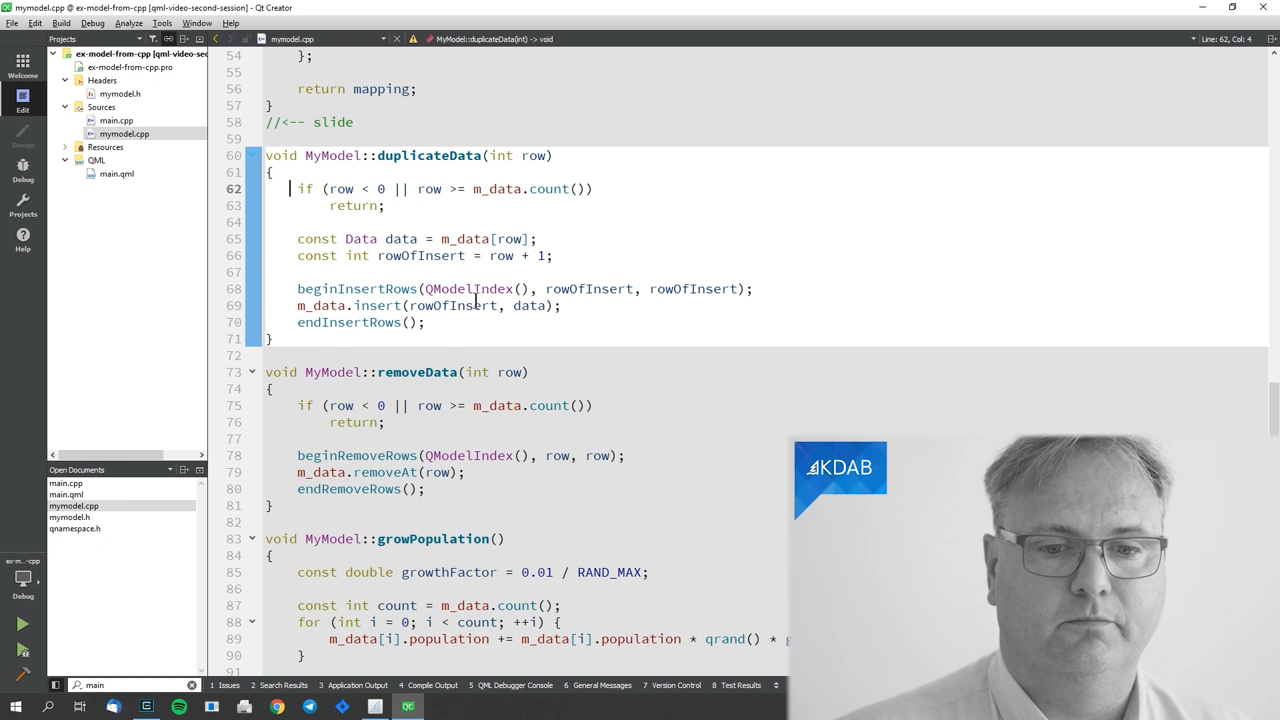 mymodel.cpp @ ex-model-from-cpp [qml-video-second-session] - Qt Creator
File Edit Build Debug Analyze Tools Window Help
Projects
mymodel.cpp
MyModel::duplicateData(int) -> void
Line: 62, Col: 4
Welcome
Edit
Design
Debug
Projects
Help
ex-m...-cpp
Debug
ex-model-from-cpp [qml-video-sec
ex-model-from-cpp.pro
Headers
mymodel.h
Sources
main.cpp
mymodel.cpp
Resources
QML
main.qml
Open Documents
main.cpp
main.qml
mymodel.cpp
mymodel.h
qnamespace.h
54 };
55
56 return mapping;
57 }
58 //<-- slide
59
60 void MyModel::duplicateData(int row)
61 {
62 if (row < 0 || row >= m_data.count())
63 return;
64
65 const Data data = m_data[row];
66 const int rowOfInsert = row + 1;
67
68 beginInsertRows(QModelIndex(), rowOfInsert, rowOfInsert);
69 m_data.insert(rowOfInsert, data);
70 endInsertRows();
71 }
72
73 void MyModel::removeData(int row)
74 {
75 if (row < 0 || row >= m_data.count())
76 return;
77
78 beginRemoveRows(QModelIndex(), row, row);
79 m_data.removeAt(row);
80 endRemoveRows();
81 }
82
83 void MyModel::growPopulation()
84 {
85 const double growthFactor = 0.01 / RAND_MAX;
86
87 const int count = m_data.count();
88 for (int i = 0; i < count; ++i) {
89 m_data[i].population += m_data[i].population * qrand() * g
90 }
91
KDAB
main
1 Issues 2 Search Results 3 Application Output 4 Compile Output 5 QML Debugger Console 6 General Messages 7 Version Control 8 Test Results